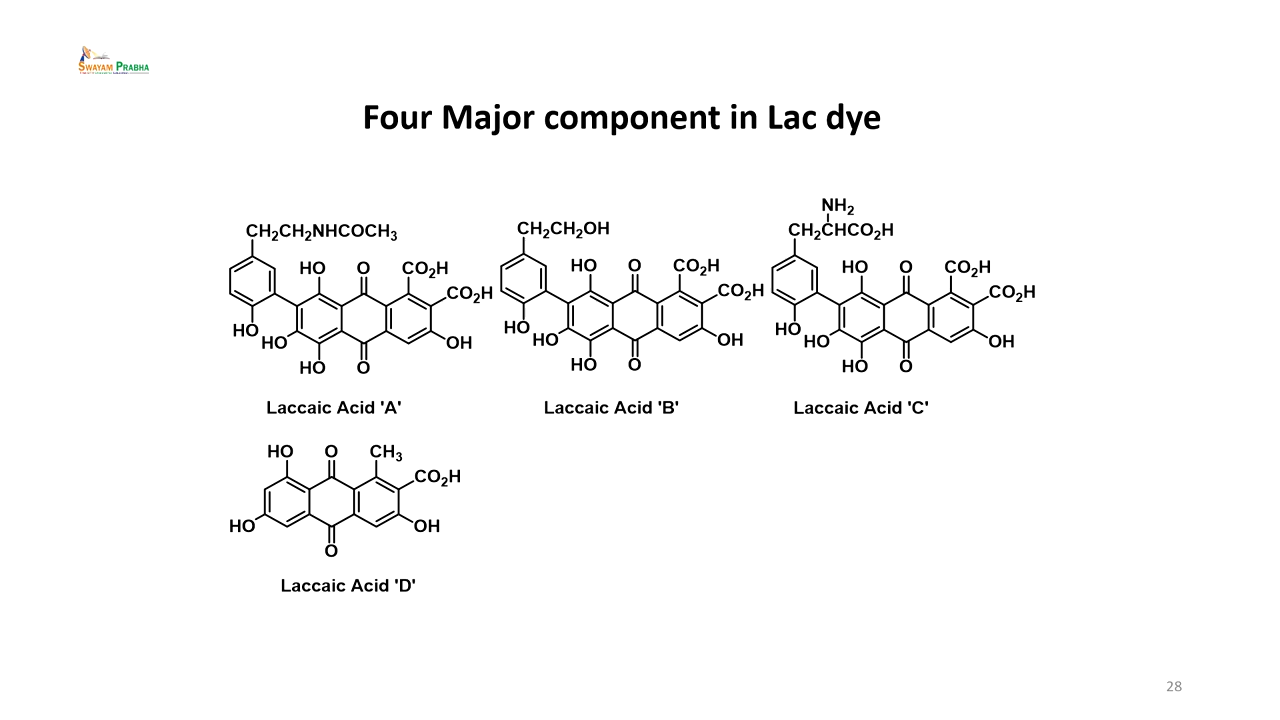 SWAYAM PRABHA
Four Major component in Lac dye
CH₂CH₂NHCOCH₃
HO O CO₂H
CO₂H
HO
HO
OH
HO O
Laccaic Acid 'A'
CH₂CH₂OH
HO O CO₂H
CO₂H
HO
HO
OH
HO O
Laccaic Acid 'B'
NH₂
CH₂CHCO₂H
HO O CO₂H
CO₂H
HO
HO
OH
HO O
Laccaic Acid 'C'
HO O CH₃
CO₂H
HO OH
O
Laccaic Acid 'D'
28